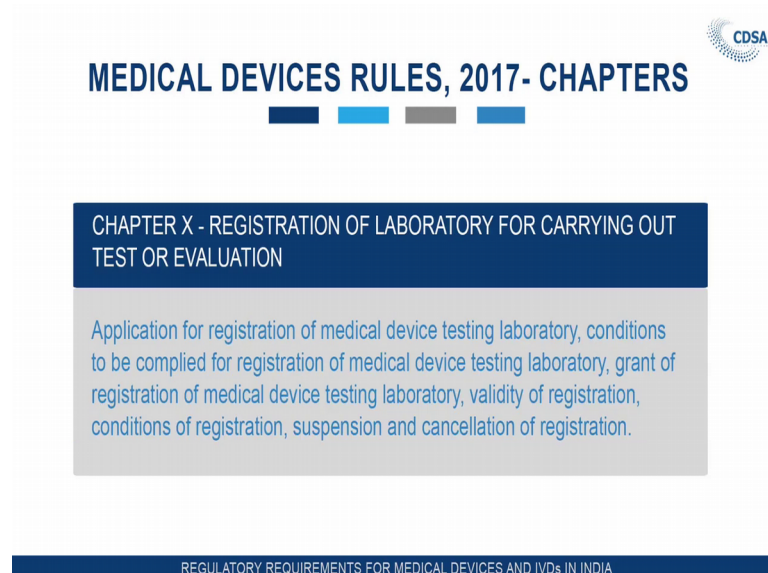 CDSA
MEDICAL DEVICES RULES, 2017- CHAPTERS
CHAPTER X - REGISTRATION OF LABORATORY FOR CARRYING OUT
TEST OR EVALUATION
Application for registration of medical device testing laboratory, conditions
to be complied for registration of medical device testing laboratory, grant of
registration of medical device testing laboratory, validity of registration,
conditions of registration, suspension and cancellation of registration.
REGULATORY REQUIREMENTS FOR MEDICAL DEVICES AND IVDs IN INDIA